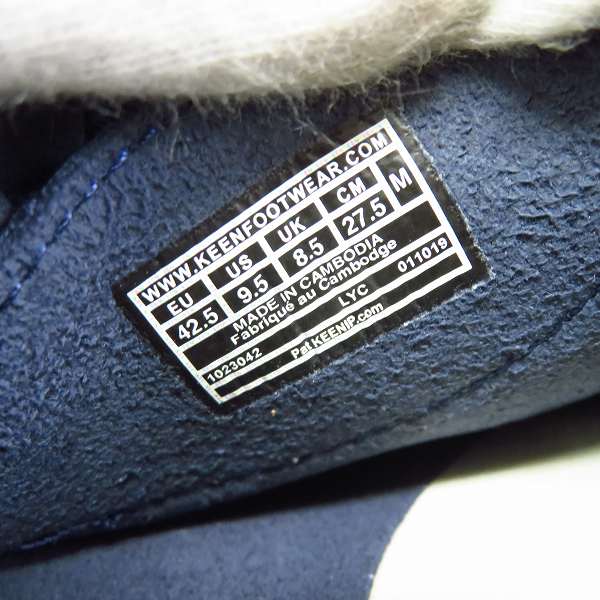 WWW.KEENFOOTWEAR.COM
EU US UK CM M
42.5 9.5 8.5 27.5
MADE IN CAMBODIA
Fabriqué au Cambodge
LYC 011019
1023042 Pat KEENIP.com